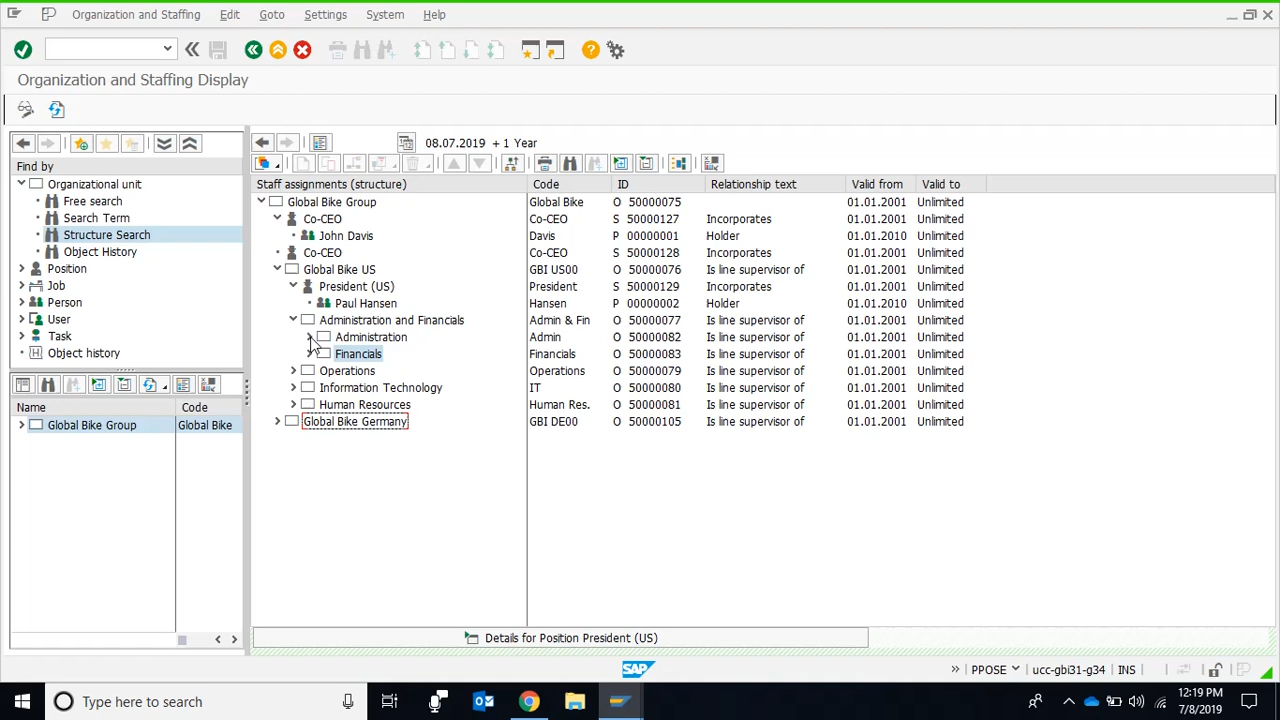 Organization and Staffing Edit Goto Settings System Help
Organization and Staffing Display
08.07.2019 + 1 Year
Find by
Organizational unit
Free search
Search Term
Structure Search
Object History
Position
Job
Person
User
Task
Object history
Name Code
Global Bike Group Global Bike
Staff assignments (structure) Code ID Relationship text Valid from Valid to
Global Bike Group Global Bike O 50000075 01.01.2001 Unlimited
Co-CEO Co-CEO S 50000127 Incorporates 01.01.2001 Unlimited
John Davis Davis P 00000001 Holder 01.01.2010 Unlimited
Co-CEO Co-CEO S 50000128 Incorporates 01.01.2001 Unlimited
Global Bike US GBI US00 O 50000076 Is line supervisor of 01.01.2001 Unlimited
President (US) President S 50000129 Incorporates 01.01.2001 Unlimited
Paul Hansen Hansen P 00000002 Holder 01.01.2010 Unlimited
Administration and Financials Admin & Fin O 50000077 Is line supervisor of 01.01.2001 Unlimited
Administration Admin O 50000082 Is line supervisor of 01.01.2001 Unlimited
Financials Financials O 50000083 Is line supervisor of 01.01.2001 Unlimited
Operations Operations O 50000079 Is line supervisor of 01.01.2001 Unlimited
Information Technology IT O 50000080 Is line supervisor of 01.01.2001 Unlimited
Human Resources Human Res. O 50000081 Is line supervisor of 01.01.2001 Unlimited
Global Bike Germany GBI DE00 O 50000105 Is line supervisor of 01.01.2001 Unlimited
Details for Position President (US)
SAP PPOSE ucc-gbi31-g34 INS
Type here to search
12:19 PM
7/8/2019